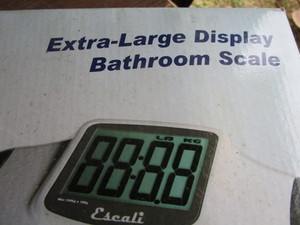 Extra-Large Display
Bathroom Scale
LB KG
88:88
Escali